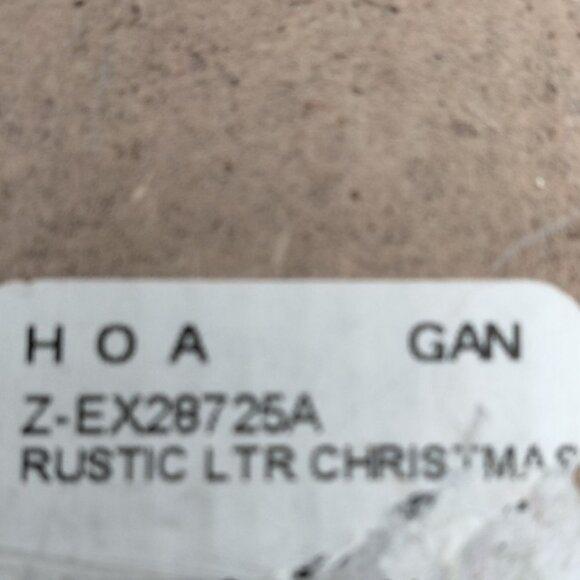 H O A GAN
Z-EX28725A
RUSTIC LTR CHRISTMAS